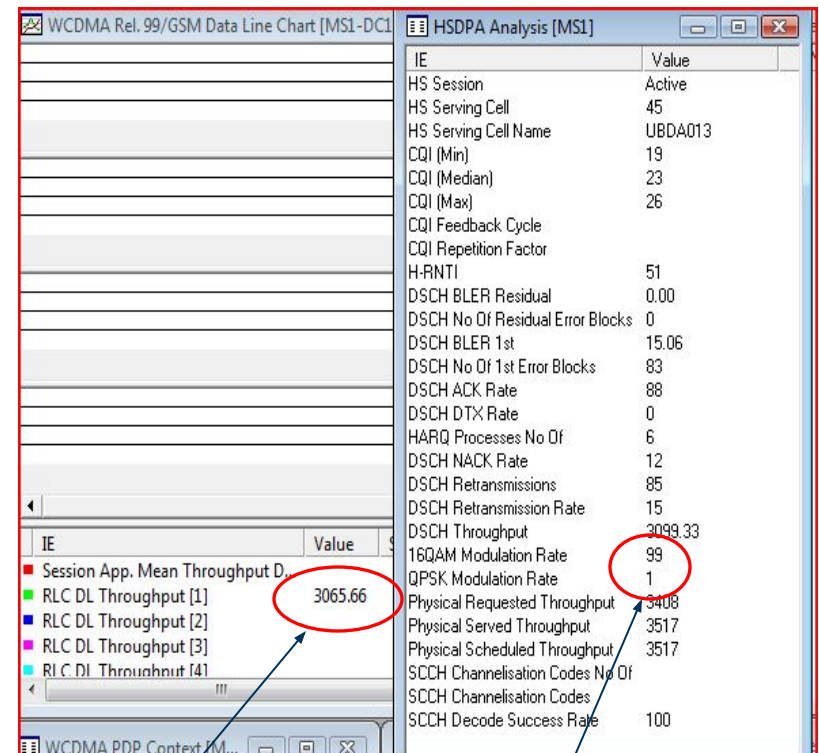 WCDMA Rel. 99/GSM Data Line Chart [MS1-DC1
IE Value S
Session App. Mean Throughput D...
RLC DL Throughput [1] 3065.66
RLC DL Throughput [2]
RLC DL Throughput [3]
RLC DL Throughput [4]
WCDMA PDP Context [M...
HSDPA Analysis [MS1]
IE Value
HS Session Active
HS Serving Cell 45
HS Serving Cell Name UBDA013
CQI (Min) 19
CQI (Median) 23
CQI (Max) 26
CQI Feedback Cycle
CQI Repetition Factor
H-RNTI 51
DSCH BLER Residual 0.00
DSCH No Of Residual Error Blocks 0
DSCH BLER 1st 15.06
DSCH No Of 1st Error Blocks 83
DSCH ACK Rate 88
DSCH DTX Rate 0
HARQ Processes No Of 6
DSCH NACK Rate 12
DSCH Retransmissions 85
DSCH Retransmission Rate 15
DSCH Throughput 3099.33
16QAM Modulation Rate 99
QPSK Modulation Rate 1
Physical Requested Throughput 3408
Physical Served Throughput 3517
Physical Scheduled Throughput 3517
SCCH Channelisation Codes No Of
SCCH Channelisation Codes
SCCH Decode Success Rate 100